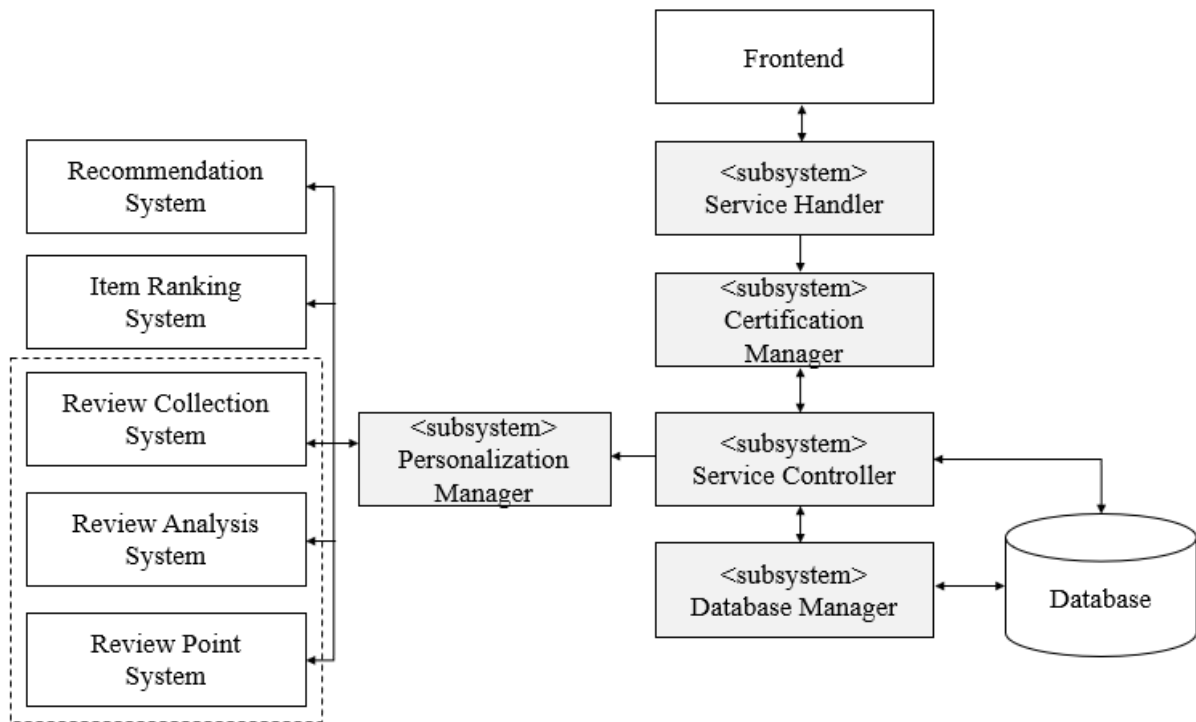 Frontend
<subsystem>
Service Handler
<subsystem>
Certification
Manager
<subsystem>
Service Controller
<subsystem>
Database Manager
Database
<subsystem>
Personalization
Manager
Recommendation
System
Item Ranking
System
Review Collection
System
Review Analysis
System
Review Point
System